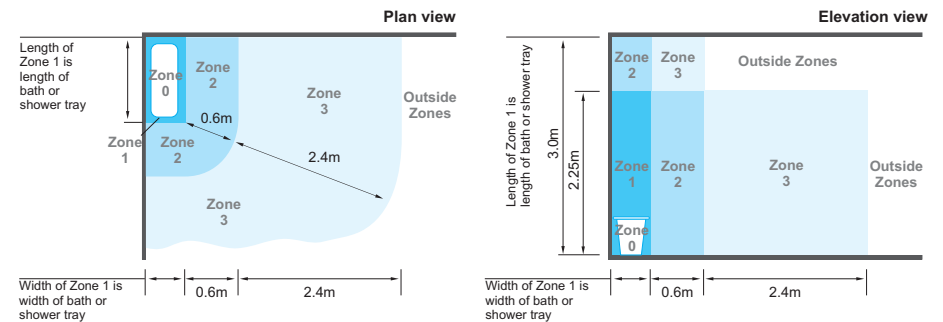 Plan view
Length of
Zone 1 is
length of
bath or
shower tray
Zone
0
Zone
2
Zone
3
Outside
Zones
0.6m
Zone
1
Zone
2
2.4m
Zone
3
Width of Zone 1 is
width of bath or
shower tray
0.6m
2.4m
Elevation view
Length of Zone 1 is
length of bath or shower tray
3.0m
2.25m
Zone
2
Zone
3
Outside Zones
Zone
1
Zone
2
Zone
3
Outside
Zones
Zone
0
Width of Zone 1 is
width of bath or
shower tray
0.6m
2.4m